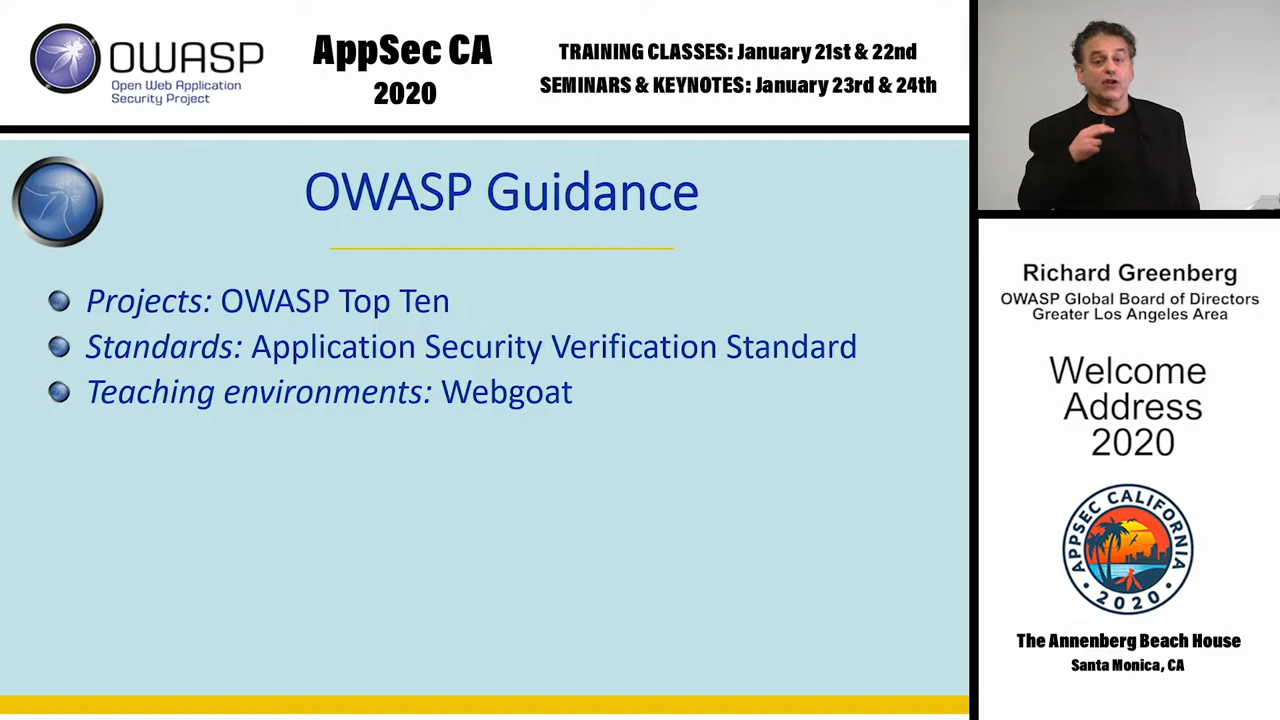 OWASP
Open Web Application
Security Project
AppSec CA
2020
TRAINING CLASSES: January 21st & 22nd
SEMINARS & KEYNOTES: January 23rd & 24th
OWASP Guidance
Projects: OWASP Top Ten
Standards: Application Security Verification Standard
Teaching environments: Webgoat
Richard Greenberg
OWASP Global Board of Directors
Greater Los Angeles Area
Welcome
Address
2020
APPSEC CALIFORNIA
• 2020 •
The Annenberg Beach House
Santa Monica, CA